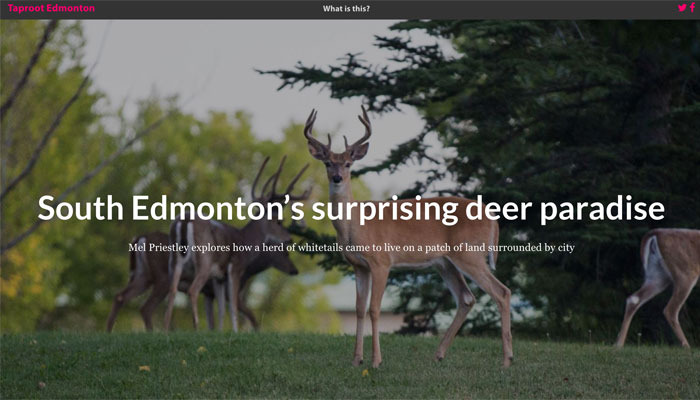 Taproot Edmonton
What is this?
South Edmonton's surprising deer paradise
Mel Priestley explores how a herd of whitetails came to live on a patch of land surrounded by city